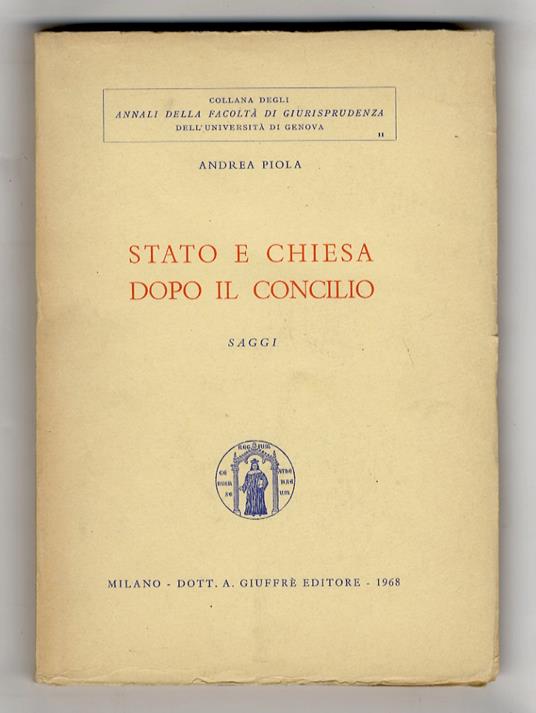 COLLANA DEGLI
ANNALI DELLA FACOLTÀ DI GIURISPRUDENZA
DELL'UNIVERSITÀ DI GENOVA
11
ANDREA PIOLA
STATO E CHIESA
DOPO IL CONCILIO
SAGGI
MILANO - DOTT. A. GIUFFRÈ EDITORE - 1968